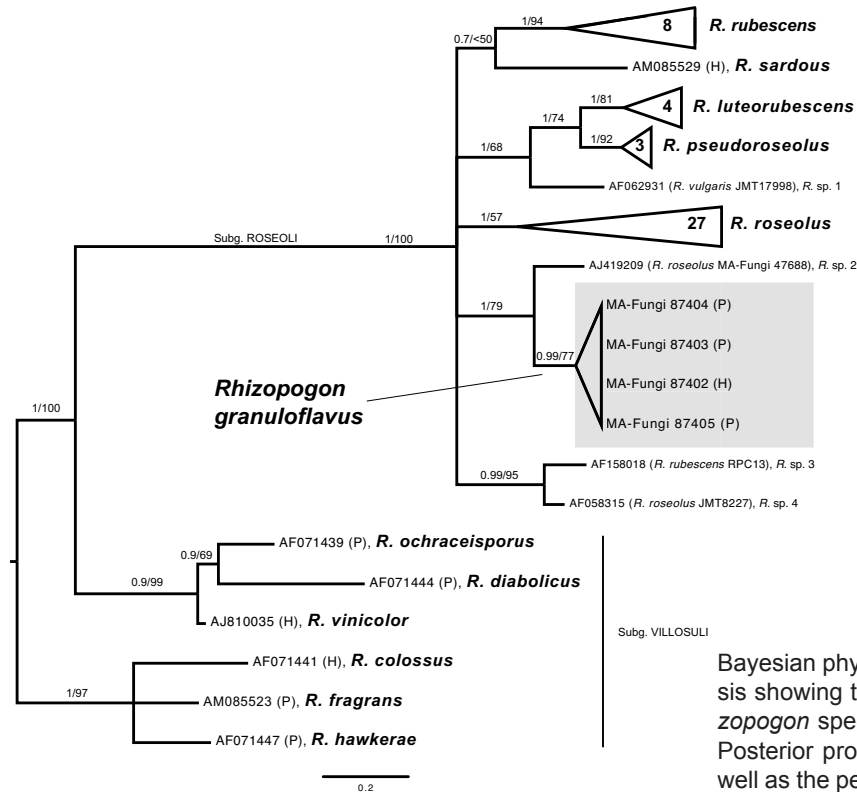 1/94
8
R. rubescens
0.7/<50
AM085529 (H), R. sardous
1/81
4
R. luteorubescens
1/74
1/92
3
R. pseudoroseolus
1/68
AF062931 (R. vulgaris JMT17998), R. sp. 1
1/57
27
R. roseolus
Subg. ROSEOLI
1/100
AJ419209 (R. roseolus MA-Fungi 47688), R. sp. 2
1/79
MA-Fungi 87404 (P)
MA-Fungi 87403 (P)
0.99/77
MA-Fungi 87402 (H)
MA-Fungi 87405 (P)
Rhizopogon
granuloflavus
1/100
AF158018 (R. rubescens RPC13), R. sp. 3
0.99/95
AF058315 (R. roseolus JMT8227), R. sp. 4
AF071439 (P), R. ochraceisporus
0.9/69
AF071444 (P), R. diabolicus
0.9/99
AJ810035 (H), R. vinicolor
Subg. VILLOSULI
AF071441 (H), R. colossus
1/97
AM085523 (P), R. fragrans
AF071447 (P), R. hawkerae
0.2
Bayesian phy
sis showing t
zopogon spe
Posterior pro
well as the pe